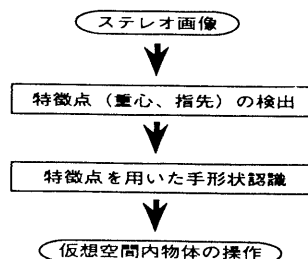 ステレオ画像
特徴点（重心、指先）の検出
特徴点を用いた手形状認識
仮想空間内物体の操作